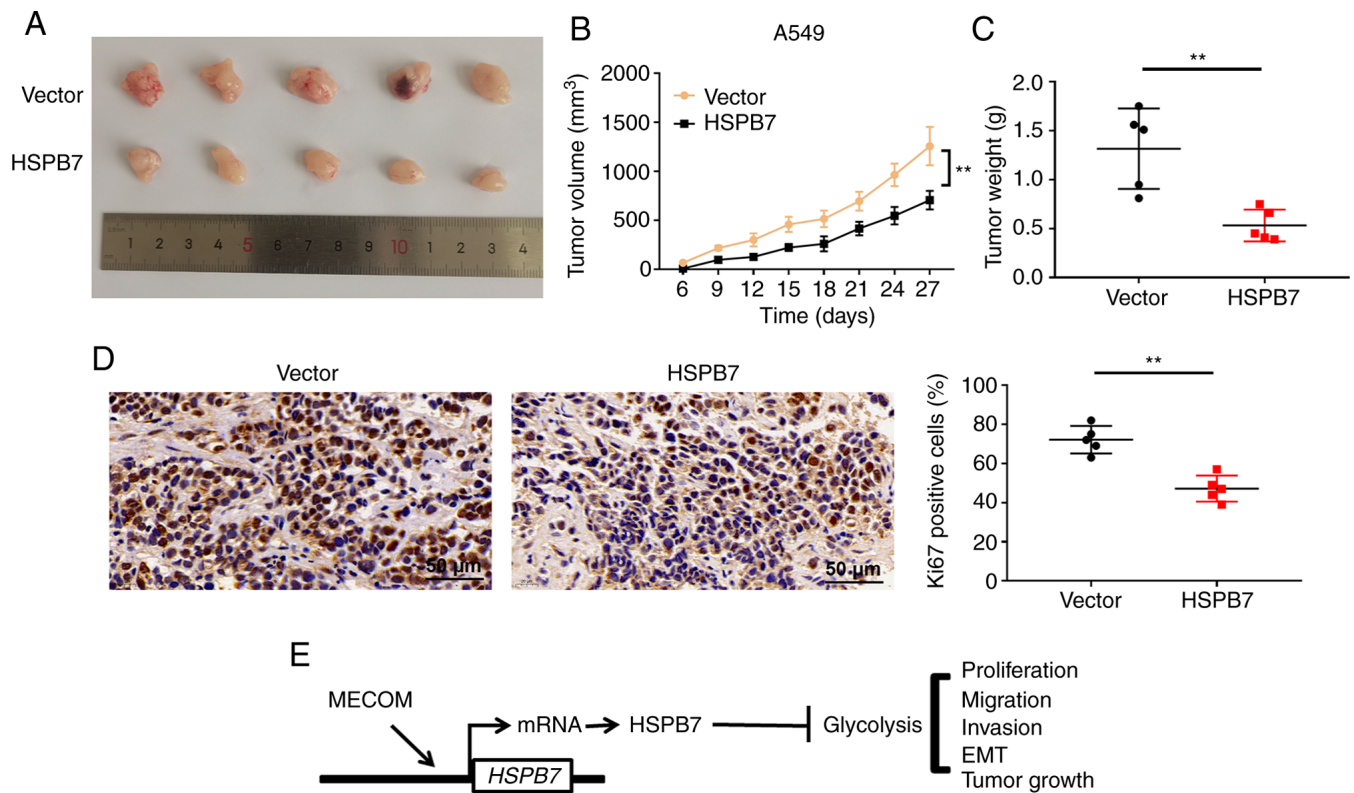 A
Vector
HSPB7
1 2 3 4 5 6 7 8 9 10 1 2 3 4
B
A549
Tumor volume (mm3)
2000
1500
1000
500
0
Vector
HSPB7
**
6 9 12 15 18 21 24 27
Time (days)
C
**
Tumor weight (g)
2.0
1.5
1.0
0.5
0.0
Vector HSPB7
D
Vector
50 µm
HSPB7
50 µm
**
Ki67 positive cells (%)
100
80
60
40
20
0
Vector HSPB7
E
MECOM
mRNA
HSPB7
Glycolysis
HSPB7
Proliferation
Migration
Invasion
EMT
Tumor growth